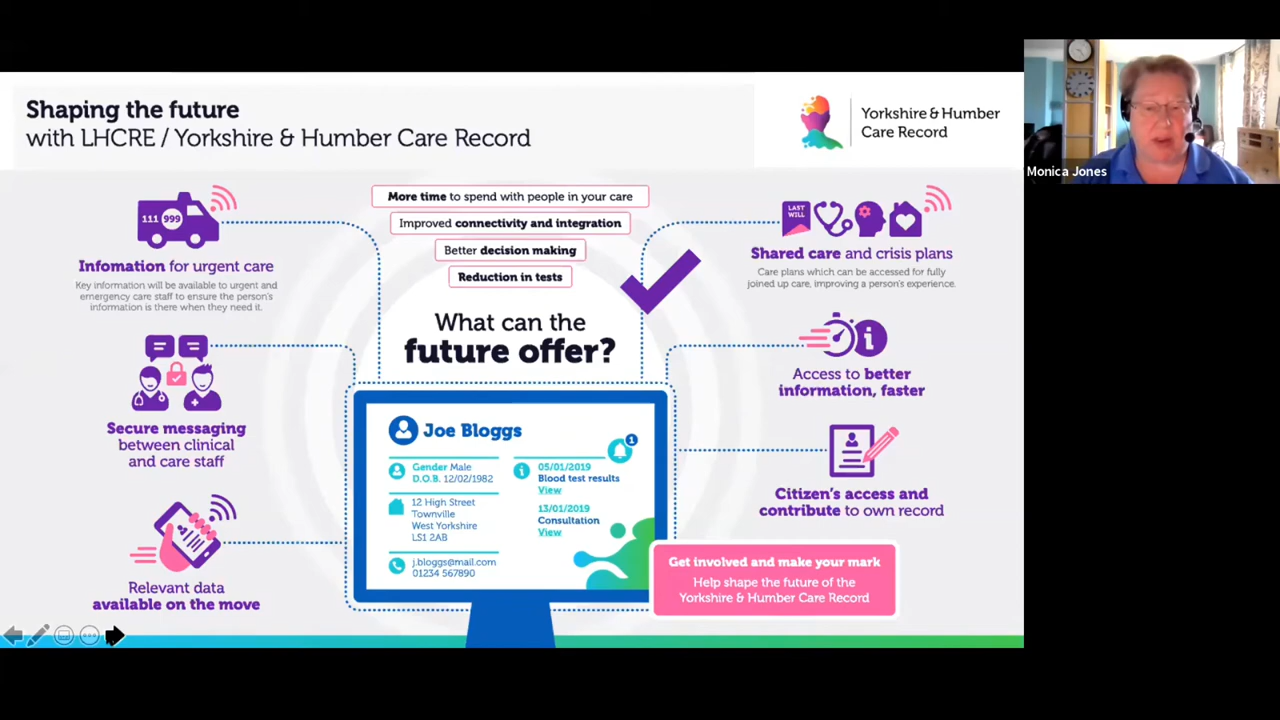 Shaping the future
with LHCRE / Yorkshire & Humber Care Record
Yorkshire & Humber
Care Record
Monica Jones
111 999
Infomation for urgent care
Key information will be available to urgent and
emergency care staff to ensure the person's
information is there when they need it.
Secure messaging
between clinical
and care staff
Relevant data
available on the move
More time to spend with people in your care
Improved connectivity and integration
Better decision making
Reduction in tests
What can the
future offer?
Joe Bloggs
1
Gender Male
D.O.B. 12/02/1982
12 High Street
Townville
West Yorkshire
LS1 2AB
j.bloggs@mail.com
01234 567890
05/01/2019
Blood test results
View
13/01/2019
Consultation
View
LAST
WILL
Shared care and crisis plans
Care plans which can be accessed for fully
joined up care, improving a person's experience.
Access to better
information, faster
Citizen's access and
contribute to own record
Get involved and make your mark
Help shape the future of the
Yorkshire & Humber Care Record